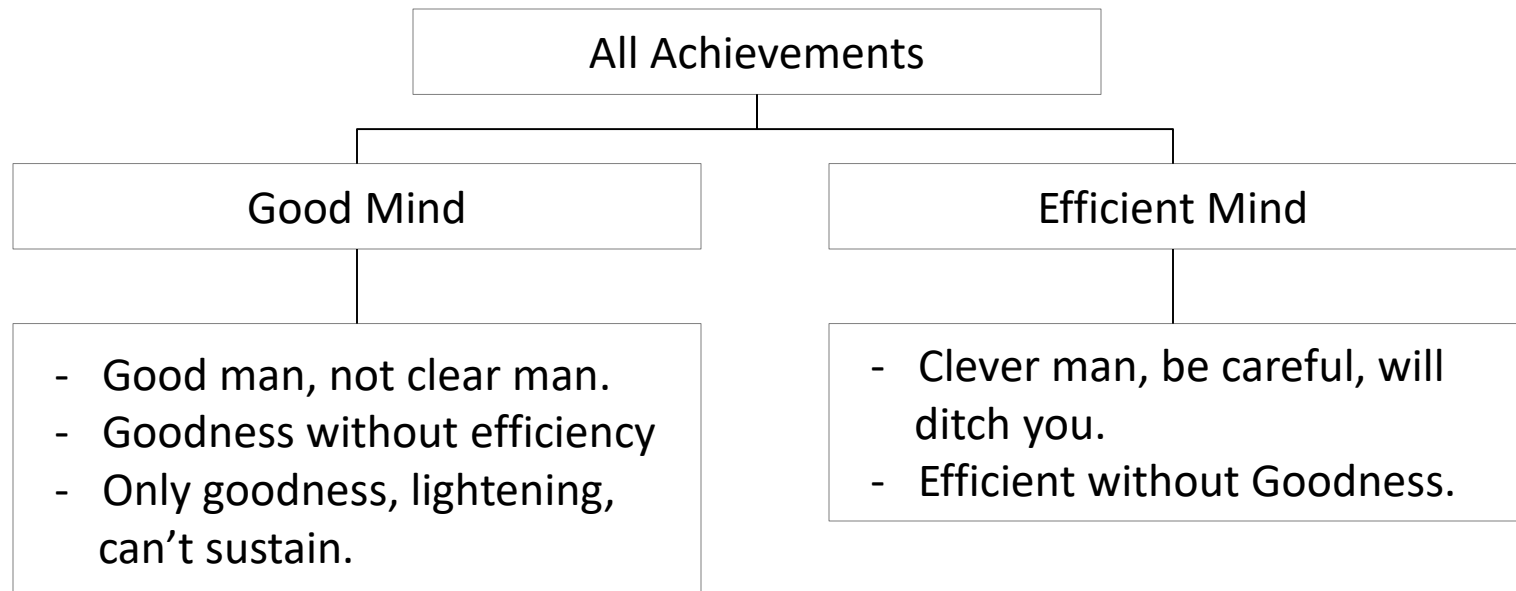 All Achievements
Good Mind
Efficient Mind
- Good man, not clear man.
- Goodness without efficiency
- Only goodness, lightening,
can’t sustain.
- Clever man, be careful, will
ditch you.
- Efficient without Goodness.